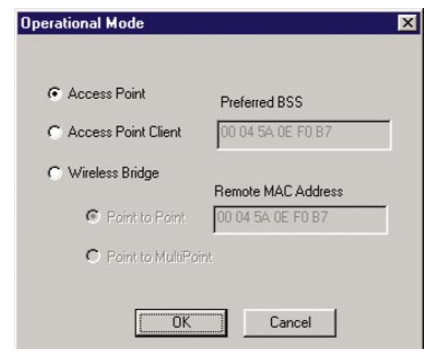 Operational Mode
Access Point
Preferred BSS
Access Point Client
00 04 5A 0E F0 B7
Wireless Bridge
Remote MAC Address
Point to Point
00 04 5A 0E F0 B7
Point to MultiPoint
OK
Cancel